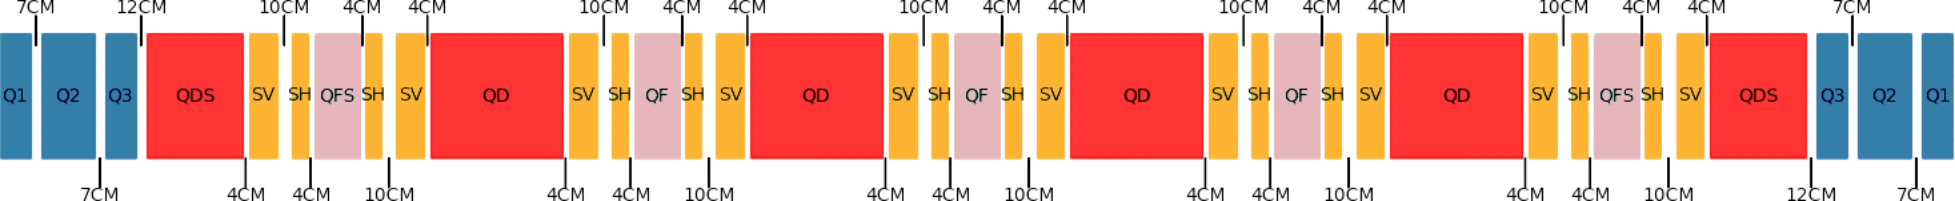 7CM 12CM 10CM 4CM 4CM 10CM 4CM 4CM 10CM 4CM 4CM 10CM 4CM 4CM 10CM 4CM 4CM 7CM
Q1 Q2 Q3 QDS SV SH QFS SH SV QD SV SH QF SH SV QD SV SH QF SH SV QD SV SH QF SH SV QD SV SH QFS SH SV QDS Q3 Q2 Q1
7CM 4CM 4CM 10CM 4CM 4CM 10CM 4CM 4CM 10CM 4CM 4CM 10CM 4CM 4CM 10CM 12CM 7CM